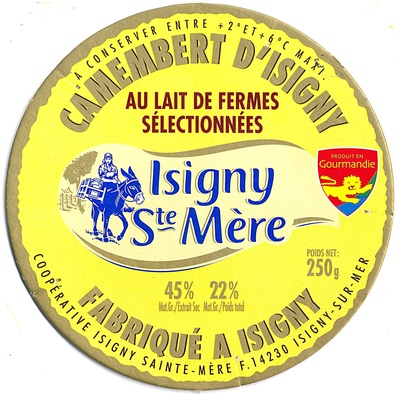 A CONSERVER ENTRE +2°C ET +6°C MAXI.
CAMEMBERT D'ISIGNY
AU LAIT DE FERMES
SÉLECTIONNÉES
Isigny
Ste Mère
PRODUIT EN
Gourmandie
POIDS NET:
250g
45% 22%
Mat.Gr./Extrait Sec Mat.Gr./Poids total
FABRIQUÉ A ISIGNY
COOPÉRATIVE ISIGNY SAINTE-MÈRE F.14230 ISIGNY-SUR-MER